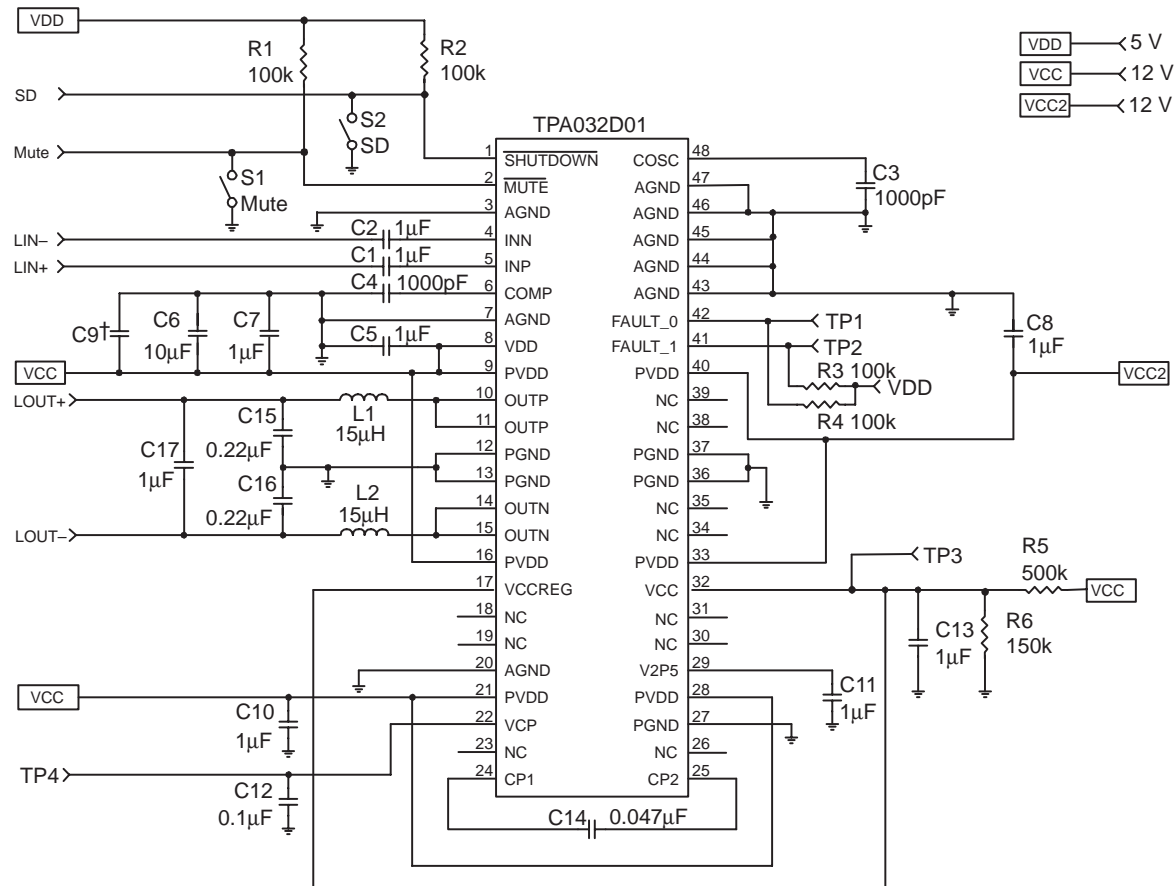 VDD
R1
100k
R2
100k
VDD
5 V
VCC
12 V
VCC2
12 V
SD
S2
SD
TPA032D01
Mute
S1
Mute
1
SHUTDOWN
COSC
48
C3
1000pF
2
MUTE
AGND
47
3
AGND
AGND
46
LIN–
C2
1µF
4
INN
AGND
45
LIN+
C1
1µF
5
INP
AGND
44
C4
1000pF
6
COMP
AGND
43
C9†
C6
10µF
C7
1µF
7
AGND
FAULT_0
42
TP1
C8
1µF
C5
1µF
8
VDD
FAULT_1
41
TP2
VCC
9
PVDD
PVDD
40
R3 100k
VDD
VCC2
LOUT+
L1
15µH
10
OUTP
NC
39
R4 100k
C15
0.22µF
11
OUTP
NC
38
C17
1µF
12
PGND
PGND
37
13
PGND
PGND
36
C16
0.22µF
L2
15µH
14
OUTN
NC
35
LOUT–
15
OUTN
NC
34
16
PVDD
PVDD
33
TP3
R5
500k
17
VCCREG
VCC
32
VCC
18
NC
NC
31
C13
1µF
R6
150k
19
NC
NC
30
20
AGND
V2P5
29
C11
1µF
VCC
21
PVDD
PVDD
28
C10
1µF
22
VCP
PGND
27
23
NC
NC
26
TP4
24
CP1
CP2
25
C12
0.1µF
C14
0.047µF